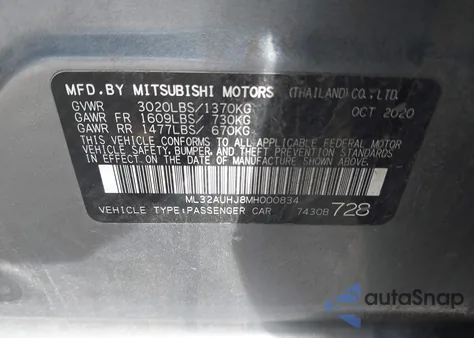 MFD.BY MITSUBISHI MOTORS (THAILAND)CO.,LTD.
GVWR 3020LBS/1370KG OCT 2020
GAWR FR 1609LBS/ 730KG
GAWR RR 1477LBS/ 670KG
THIS VEHICLE CONFORMS TO ALL APPLICABLE FEDERAL MOTOR
VEHICLE SAFETY, BUMPER, AND THEFT PREVENTION STANDARDS
IN EFFECT ON THE DATE OF MANUFACTURE SHOWN ABOVE.
ML32AUHJ8MH000834
VEHICLE TYPE:PASSENGER CAR 7430B 728
autoSnap